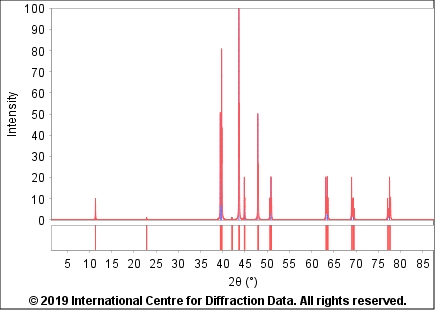 100
90
80
70
60
50
40
30
20
10
0
Intensity
5 10 15 20 25 30 35 40 45 50 55 60 65 70 75 80 85
2θ (°)
© 2019 International Centre for Diffraction Data. All rights reserved.